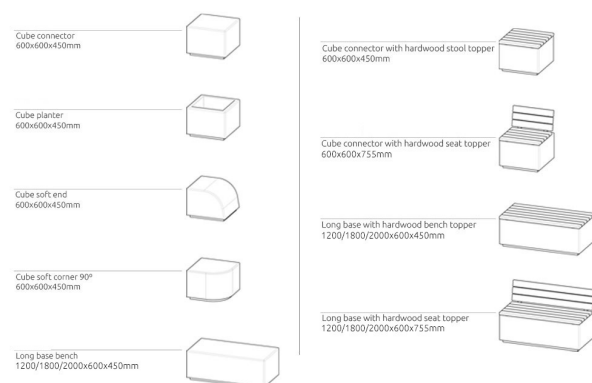 Cube connector
600x600x450mm
Cube planter
600x600x450mm
Cube soft end
600x600x450mm
Cube soft corner 90º
600x600x450mm
Long base bench
1200/1800/2000x600x450mm
Cube connector with hardwood stool topper
600x600x450mm
Cube connector with hardwood seat topper
600x600x755mm
Long base with hardwood bench topper
1200/1800/2000x600x450mm
Long base with hardwood seat topper
1200/1800/2000x600x755mm